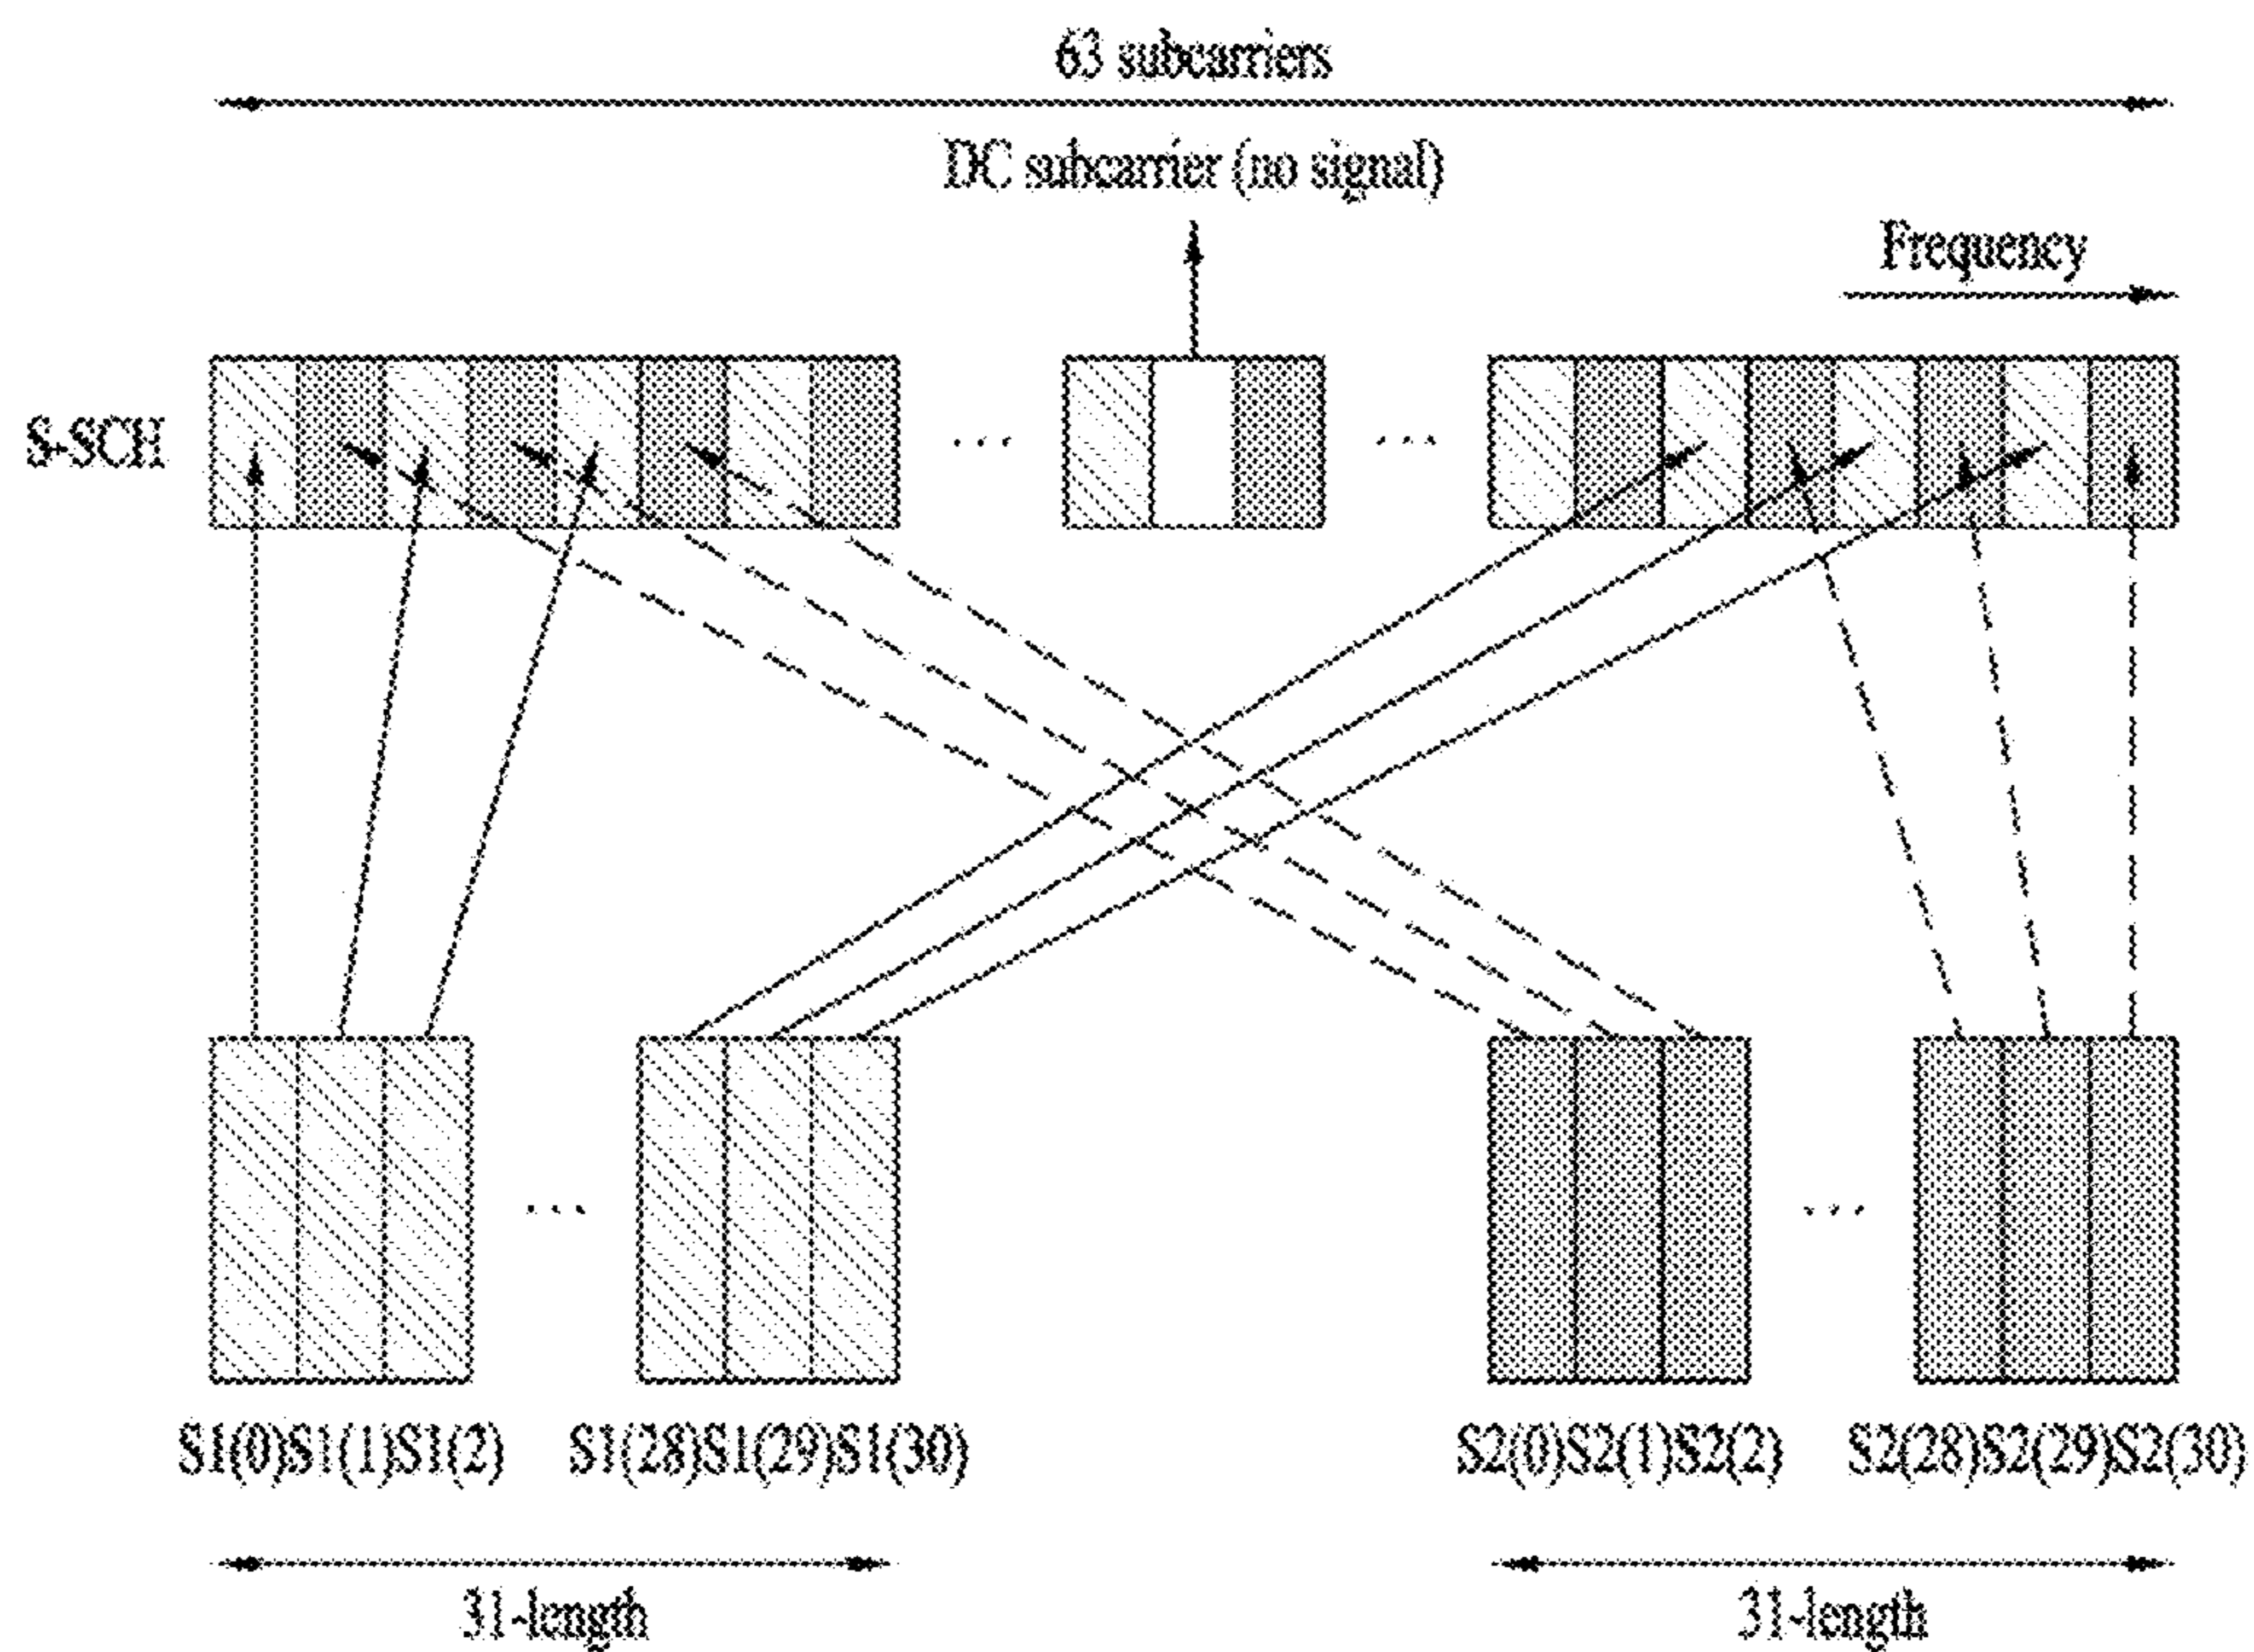 63 subcarriers
DC subcarrier (no signal)
Frequency
S-SCH
...
...
...
...
S1(0)S1(1)S1(2) S1(28)S1(29)S1(30) S2(0)S2(1)S2(2) S2(28)S2(29)S2(30)
31-length 31-length